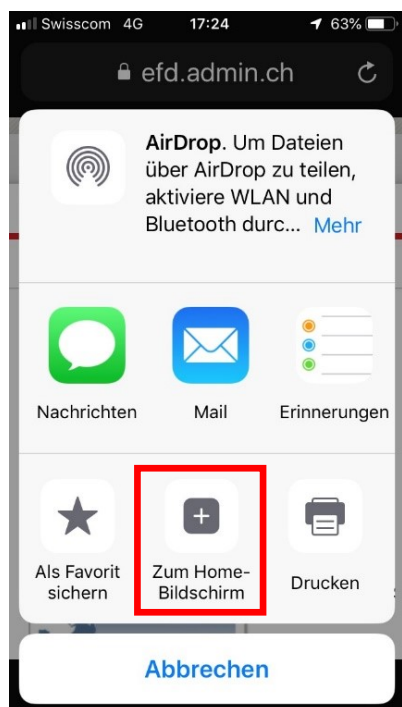 Swisscom 4G 17:24 63%
efd.admin.ch
AirDrop. Um Dateien
über AirDrop zu teilen,
aktiviere WLAN und
Bluetooth durc... Mehr
Nachrichten Mail Erinnerungen
Als Favorit
sichern
Zum Home-
Bildschirm
Drucken
Abbrechen